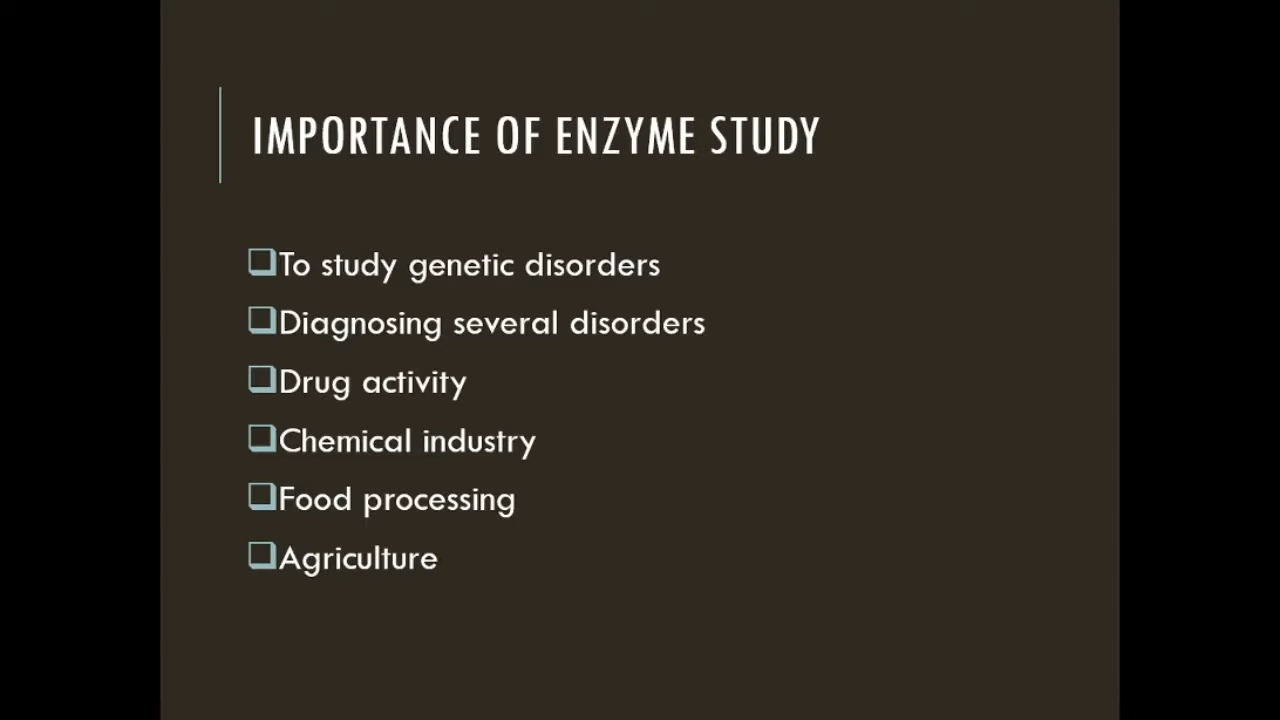 IMPORTANCE OF ENZYME STUDY
To study genetic disorders
Diagnosing several disorders
Drug activity
Chemical industry
Food processing
Agriculture